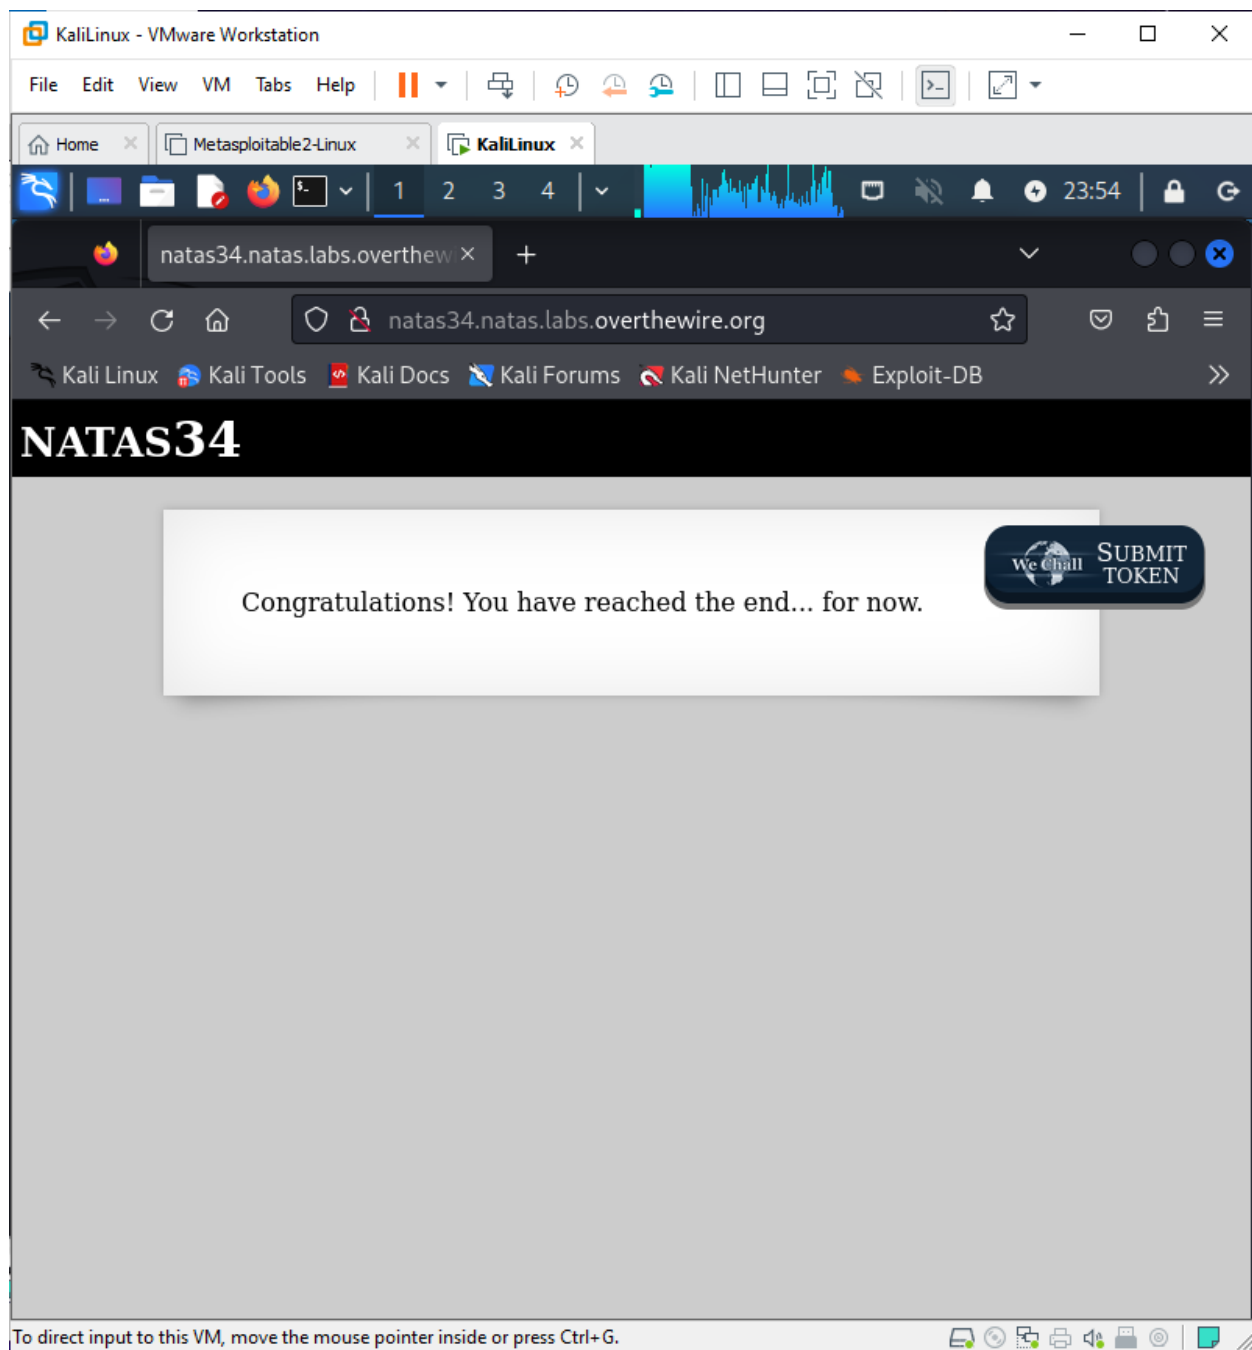 KaliLinux - VMware Workstation
File Edit View VM Tabs Help
Home Metasploitable2-Linux KaliLinux
1 2 3 4 23:54
natas34.natas.labs.overthew
natas34.natas.labs.overthewire.org
Kali Linux Kali Tools Kali Docs Kali Forums Kali NetHunter Exploit-DB
NATAS34
We Chall SUBMIT
TOKEN
Congratulations! You have reached the end... for now.
To direct input to this VM, move the mouse pointer inside or press Ctrl+G.